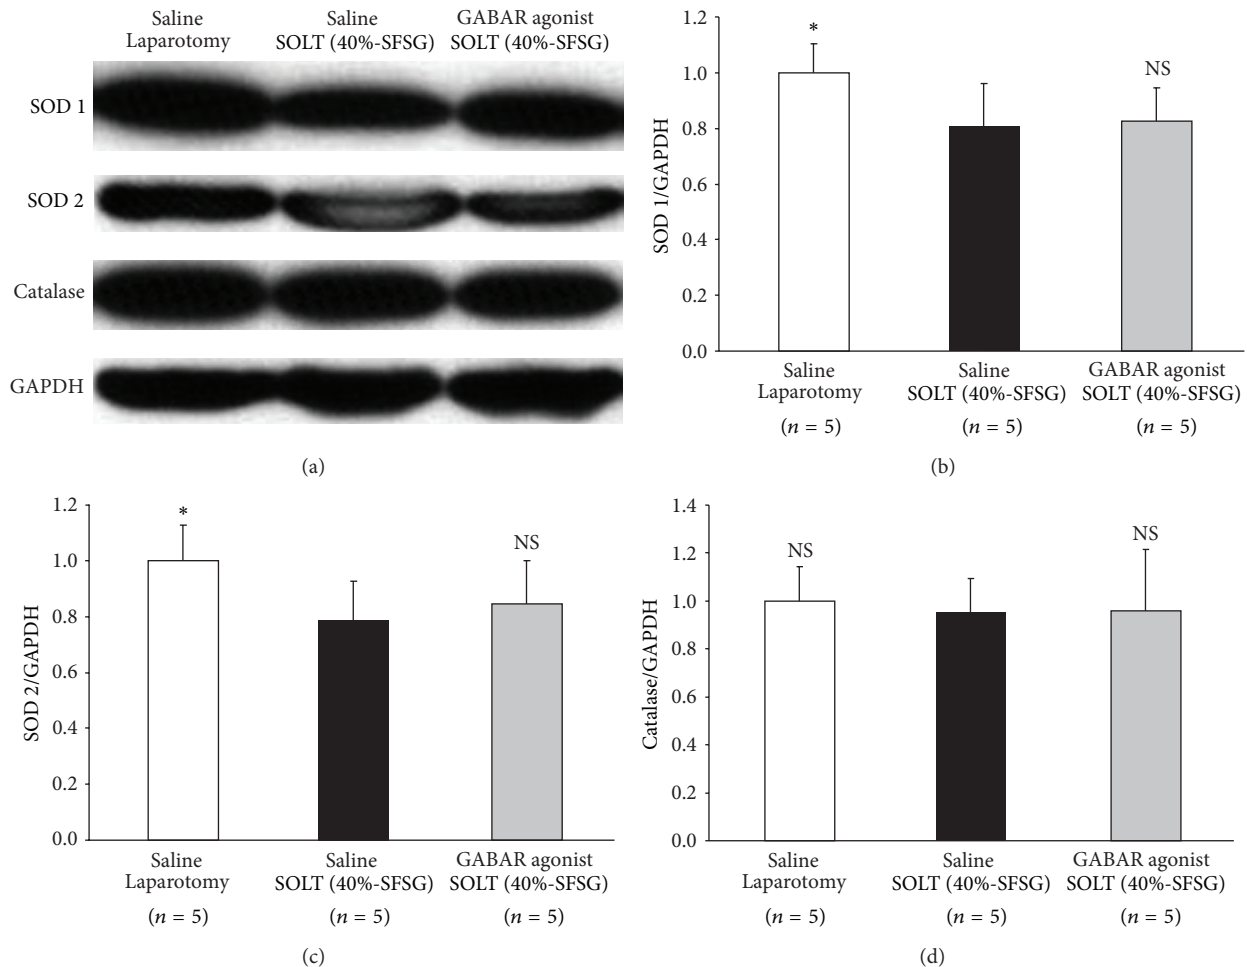 Saline
Laparotomy
Saline
SOLT (40%-SFSG)
GABAR agonist
SOLT (40%-SFSG)
SOD 1
SOD 2
Catalase
GAPDH
(a)
1.2
1.0
0.8
0.6
0.4
0.2
0.0
SOD 1/GAPDH
*
NS
Saline
Laparotomy
(n = 5)
Saline
SOLT (40%-SFSG)
(n = 5)
GABAR agonist
SOLT (40%-SFSG)
(n = 5)
(b)
1.2
1.0
0.8
0.6
0.4
0.2
0.0
SOD 2/GAPDH
*
NS
Saline
Laparotomy
(n = 5)
Saline
SOLT (40%-SFSG)
(n = 5)
GABAR agonist
SOLT (40%-SFSG)
(n = 5)
(c)
1.4
1.2
1.0
0.8
0.6
0.4
0.2
0.0
Catalase/GAPDH
NS
NS
Saline
Laparotomy
(n = 5)
Saline
SOLT (40%-SFSG)
(n = 5)
GABAR agonist
SOLT (40%-SFSG)
(n = 5)
(d)